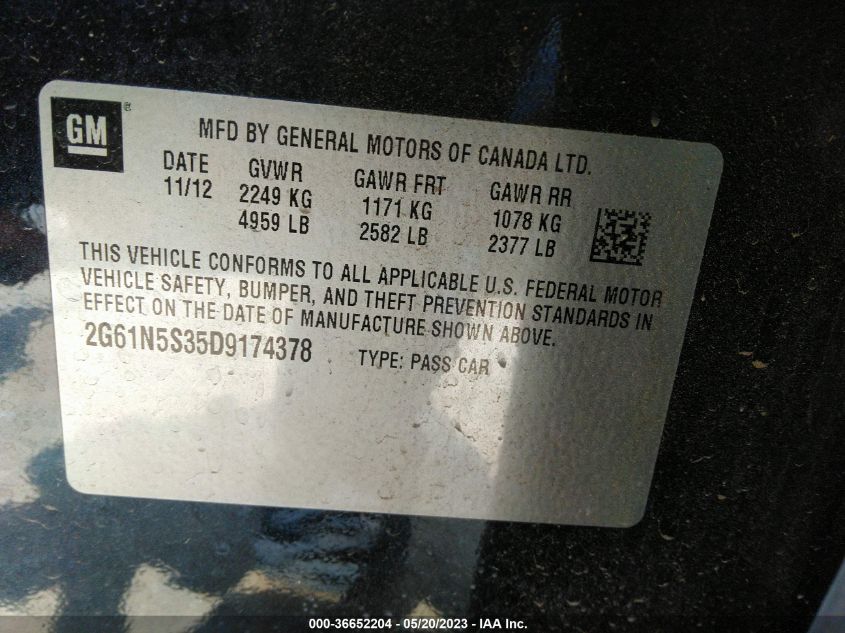 GM
MFD BY GENERAL MOTORS OF CANADA LTD.
DATE GVWR GAWR FRT GAWR RR
11/12 2249 KG 1171 KG 1078 KG
4959 LB 2582 LB 2377 LB
THIS VEHICLE CONFORMS TO ALL APPLICABLE U.S. FEDERAL MOTOR
VEHICLE SAFETY, BUMPER, AND THEFT PREVENTION STANDARDS IN
EFFECT ON THE DATE OF MANUFACTURE SHOWN ABOVE.
2G61N5S35D9174378 TYPE: PASS CAR
000-36652204 - 05/20/2023 - IAA Inc.